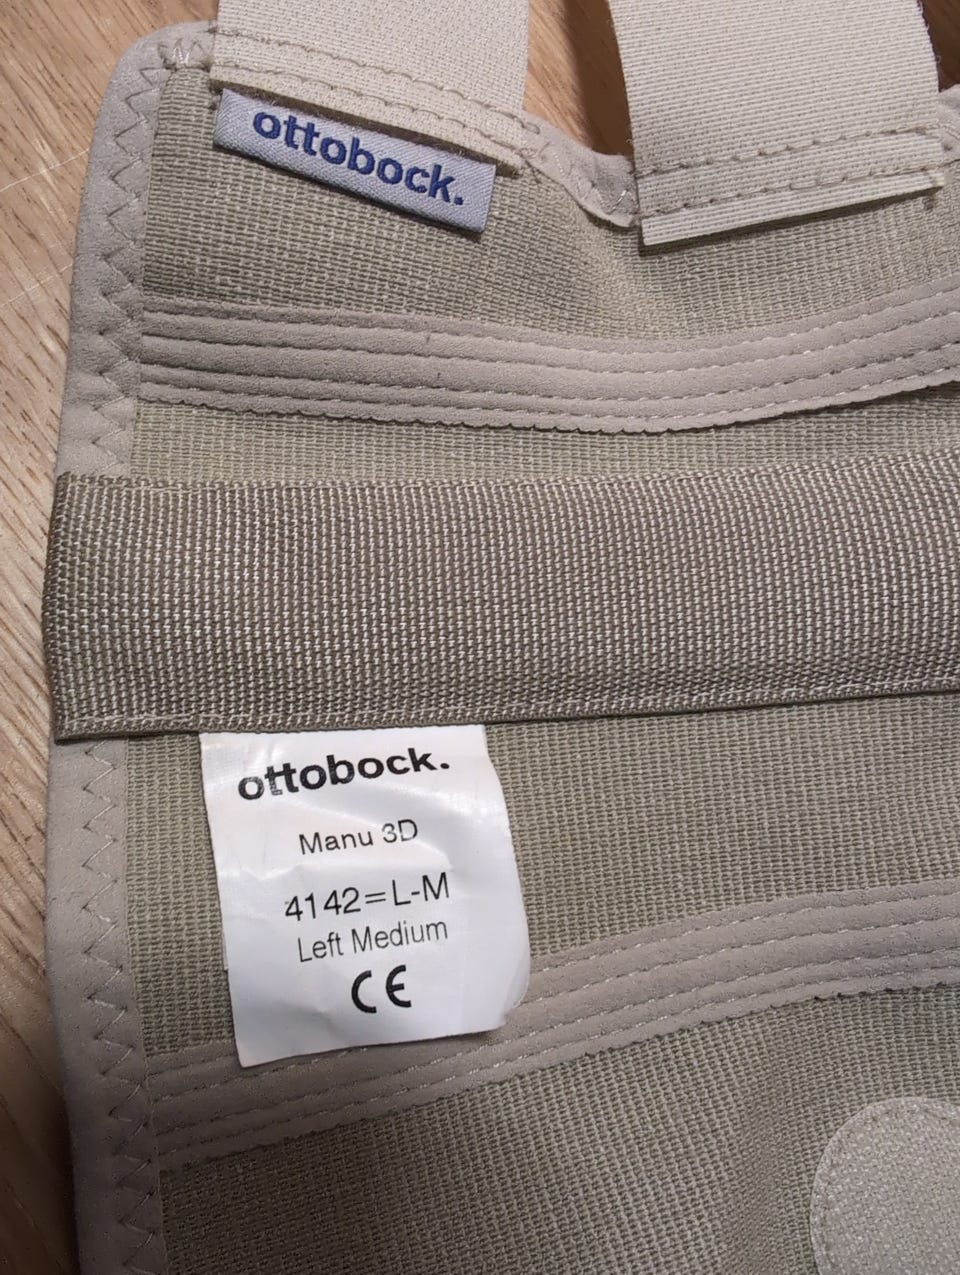 ottobock.
ottobock.
Manu 3D
4142=L-M
Left Medium
CE